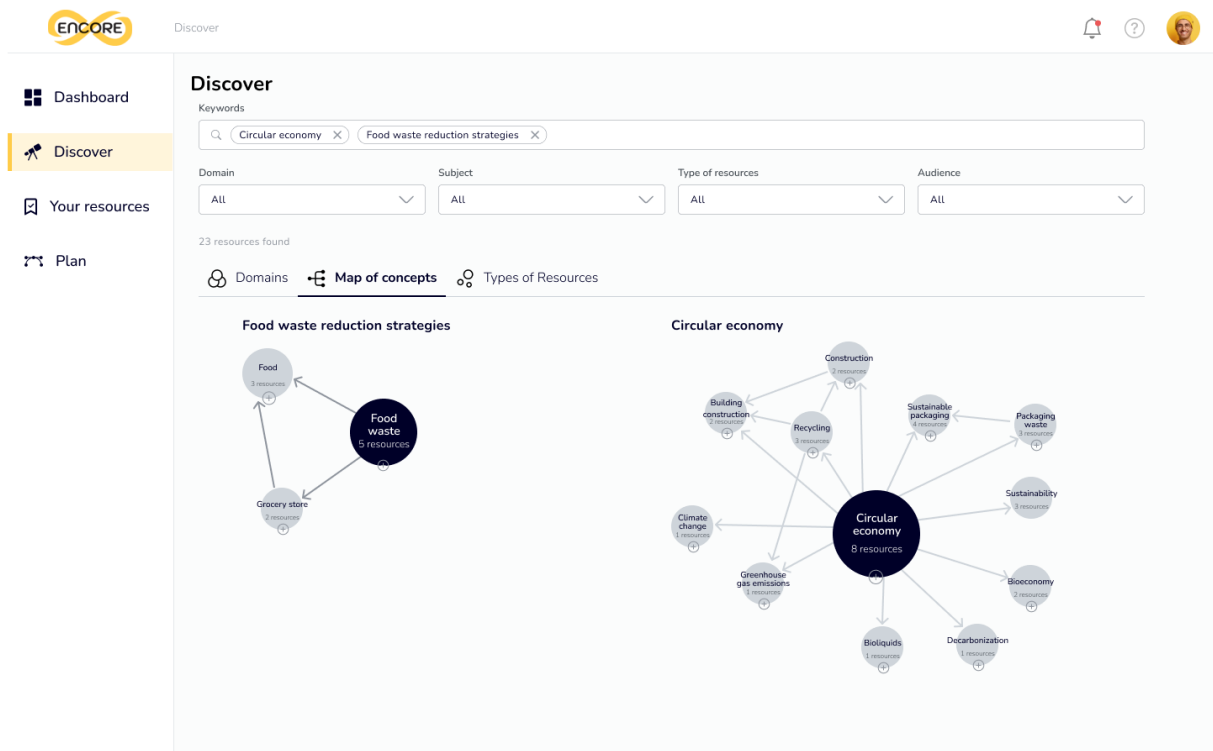 ENCORE
Discover
?
Dashboard
Discover
Your resources
Plan
Discover
Keywords
Circular economy
Food waste reduction strategies
Domain
Subject
Type of resources
Audience
All
All
All
All
23 resources found
Domains
Map of concepts
Types of Resources
Food waste reduction strategies
Food
3 resources
Food
waste
5 resources
Grocery store
2 resources
Circular economy
Construction
2 resources
Building
construction
2 resources
Recycling
3 resources
Sustainable
packaging
4 resources
Packaging
waste
3 resources
Sustainability
3 resources
Circular
economy
8 resources
Climate
change
1 resources
Greenhouse
gas emissions
1 resources
Bioeconomy
2 resources
Bioliquids
1 resources
Decarbonization
1 resources